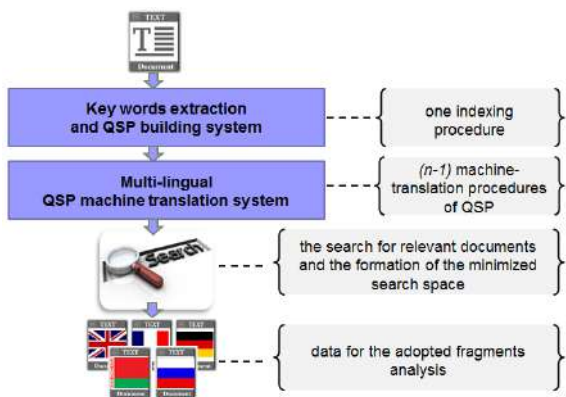 TEXT
Document
Key words extraction
and QSP building system
one indexing
procedure
Multi-lingual
QSP machine translation system
(n-1) machine-
translation procedures
of QSP
Search
the search for relevant documents
and the formation of the minimized
search space
TEXT
TEXT
TEXT
TEXT
TEXT
Document
Document
data for the adopted fragments
analysis